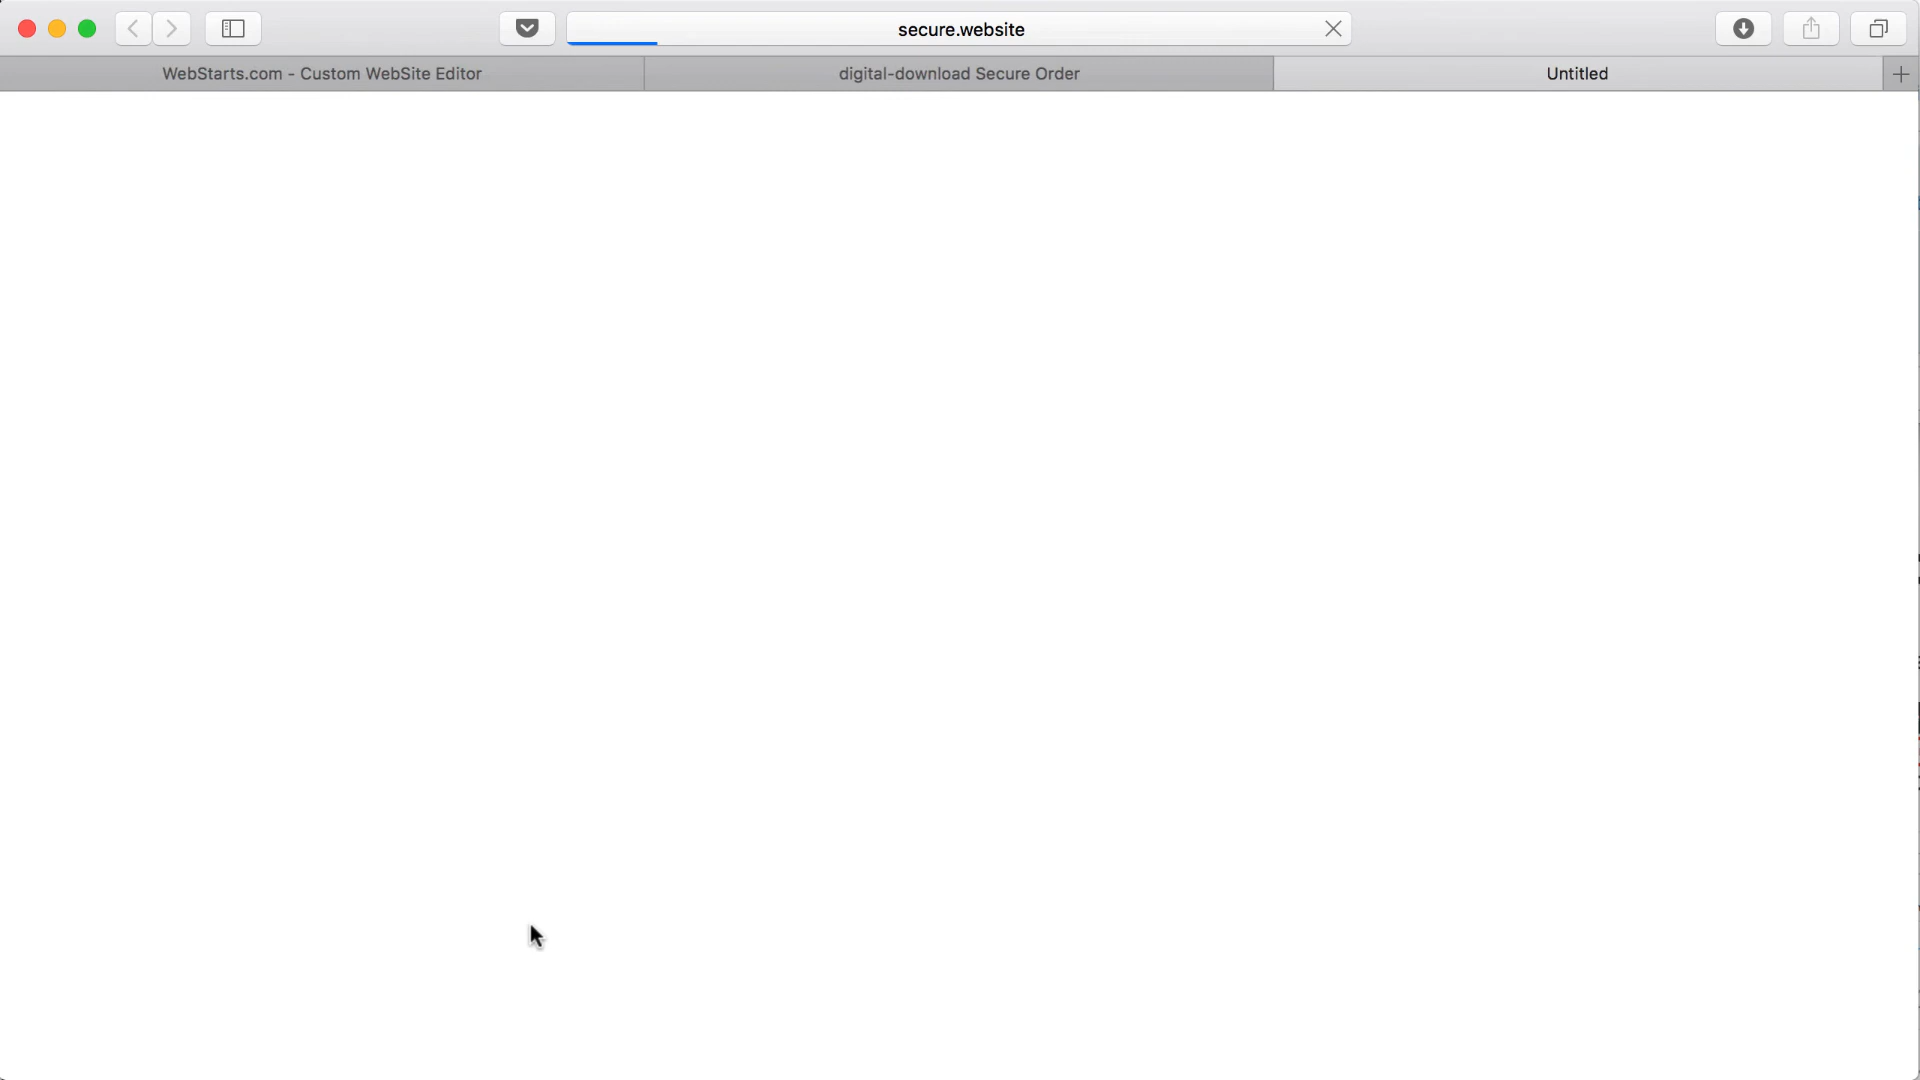 secure.website
WebStarts.com - Custom WebSite Editor
digital-download Secure Order
Untitled